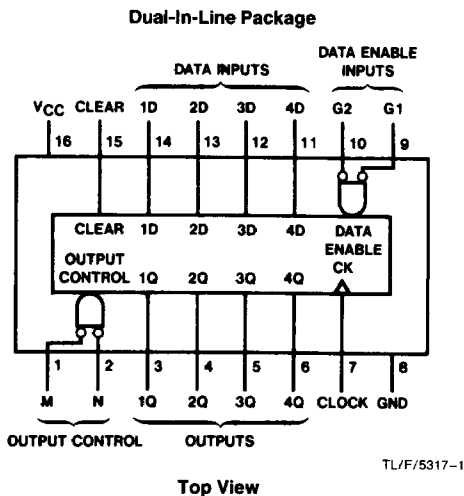 Dual-In-Line Package
DATA INPUTS
DATA ENABLE
INPUTS
VCC CLEAR 1D 2D 3D 4D G2 G1
16 15 14 13 12 11 10 9
CLEAR 1D 2D 3D 4D DATA
ENABLE
OUTPUT
CONTROL 1Q 2Q 3Q 4Q CK
1 2 3 4 5 6 7 8
M N 1Q 2Q 3Q 4Q CLOCK GND
OUTPUT CONTROL OUTPUTS
TL/F/5317–1
Top View